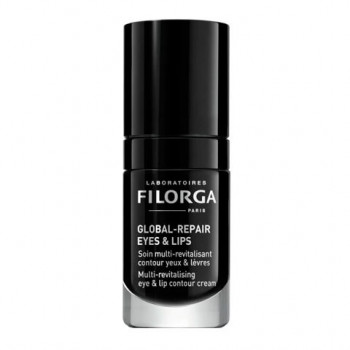 LABORATOIRES
FILORGA
PARIS
GLOBAL-REPAIR
EYES & LIPS
Soin multi-revitalisant
contour yeux & lèvres
Multi-revitalising
eye & lip contour cream